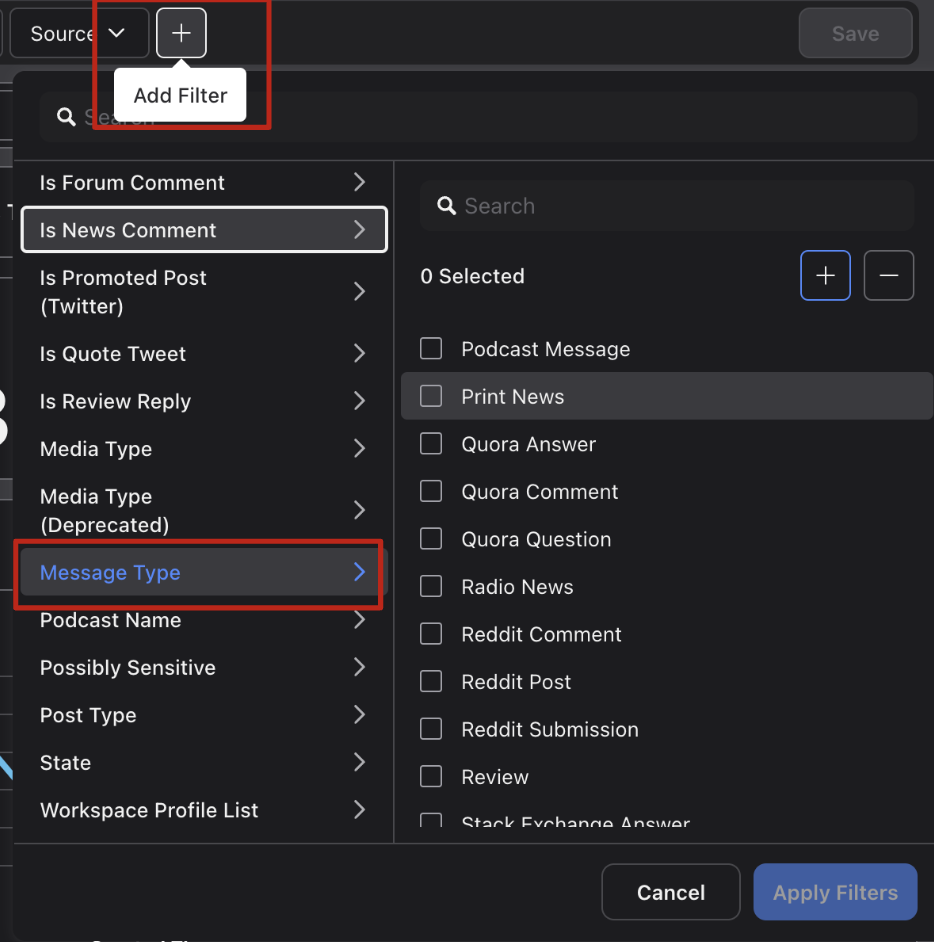 Source
Save
Add Filter
Search
Is Forum Comment
Is News Comment
Is Promoted Post
(Twitter)
Is Quote Tweet
Is Review Reply
Media Type
Media Type
(Deprecated)
Message Type
Podcast Name
Possibly Sensitive
Post Type
State
Workspace Profile List
Search
0 Selected
Podcast Message
Print News
Quora Answer
Quora Comment
Quora Question
Radio News
Reddit Comment
Reddit Post
Reddit Submission
Review
Stack Exchange Answer
Cancel
Apply Filters